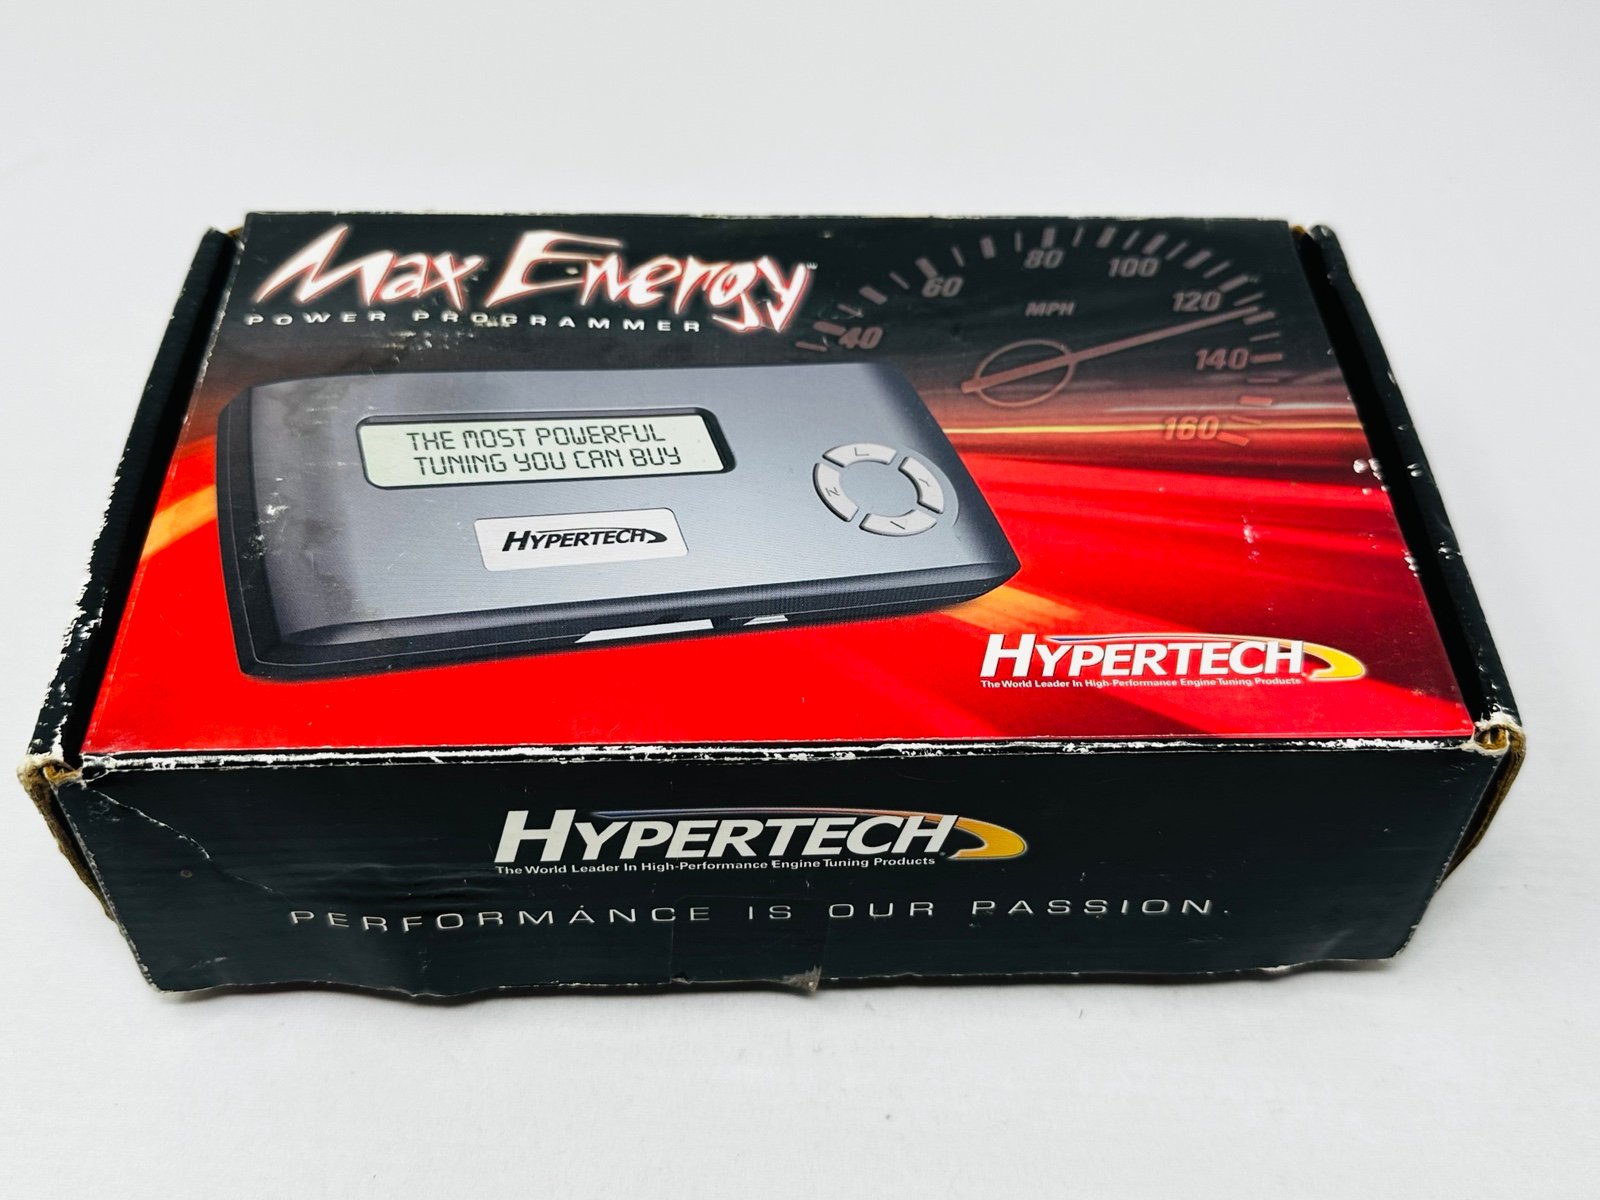 Max Energy™
POWER PROGRAMMER
40 60 80 100 120 140 160
MPH
THE MOST POWERFUL
TUNING YOU CAN BUY
N Y
HYPERTECH
HYPERTECH
The World Leader In High-Performance Engine Tuning Products
HYPERTECH
The World Leader In High-Performance Engine Tuning Products
PERFORMANCE IS OUR PASSION.